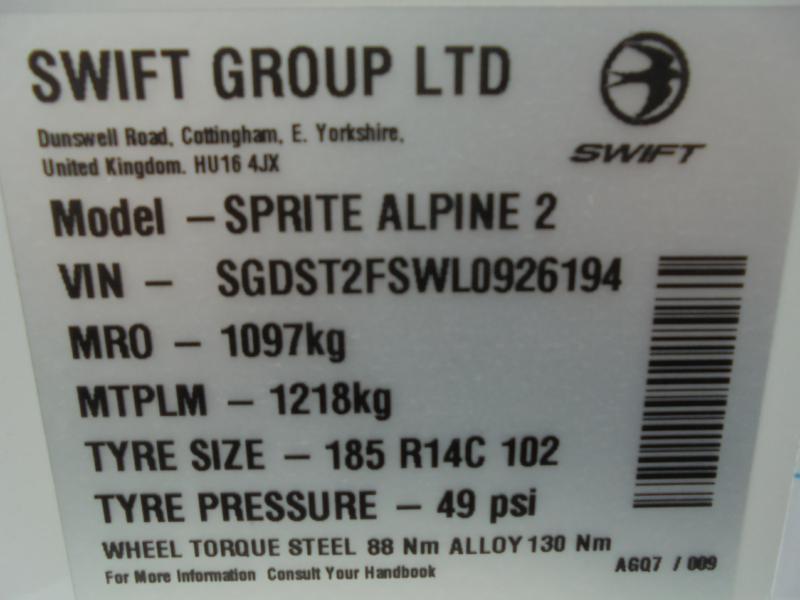 SWIFT GROUP LTD
SWIFT
Dunswell Road, Cottingham, E. Yorkshire,
United Kingdom. HU16 4JX
Model – SPRITE ALPINE 2
VIN – SGDST2FSWL0926194
MRO – 1097kg
MTPLM – 1218kg
TYRE SIZE – 185 R14C 102
TYRE PRESSURE – 49 psi
WHEEL TORQUE STEEL 88 Nm ALLOY 130 Nm
For More Information Consult Your Handbook
AGQ7 / 009